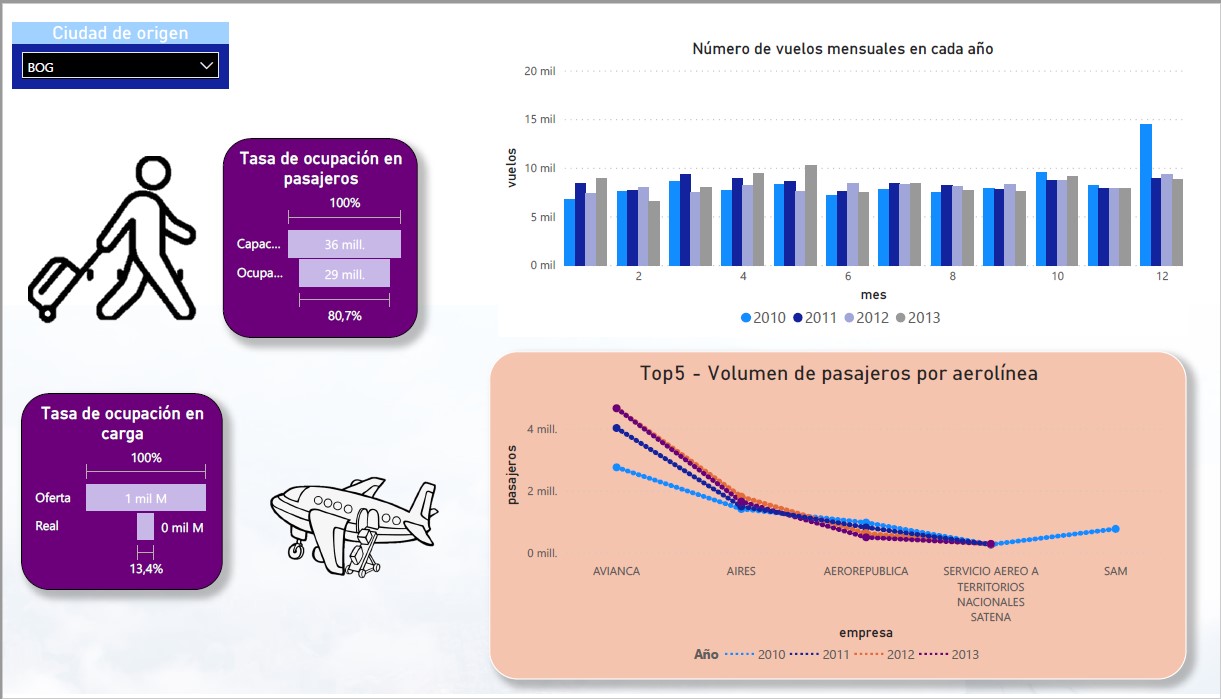 Ciudad de origen
BOG
Tasa de ocupación en
pasajeros
100%
Capac... 36 mill.
Ocupa... 29 mill.
80,7%
Tasa de ocupación en
carga
100%
Oferta 1 mil M
Real 0 mil M
13,4%
Número de vuelos mensuales en cada año
20 mil
15 mil
10 mil
5 mil
0 mil
vuelos
2 4 6 8 10 12
mes
2010 2011 2012 2013
Top5 - Volumen de pasajeros por aerolínea
4 mill.
2 mill.
0 mill.
pasajeros
AVIANCA AIRES AEROREPUBLICA SERVICIO AEREO A SAM
TERRITORIOS
NACIONALES
SATENA
empresa
Año 2010 2011 2012 2013